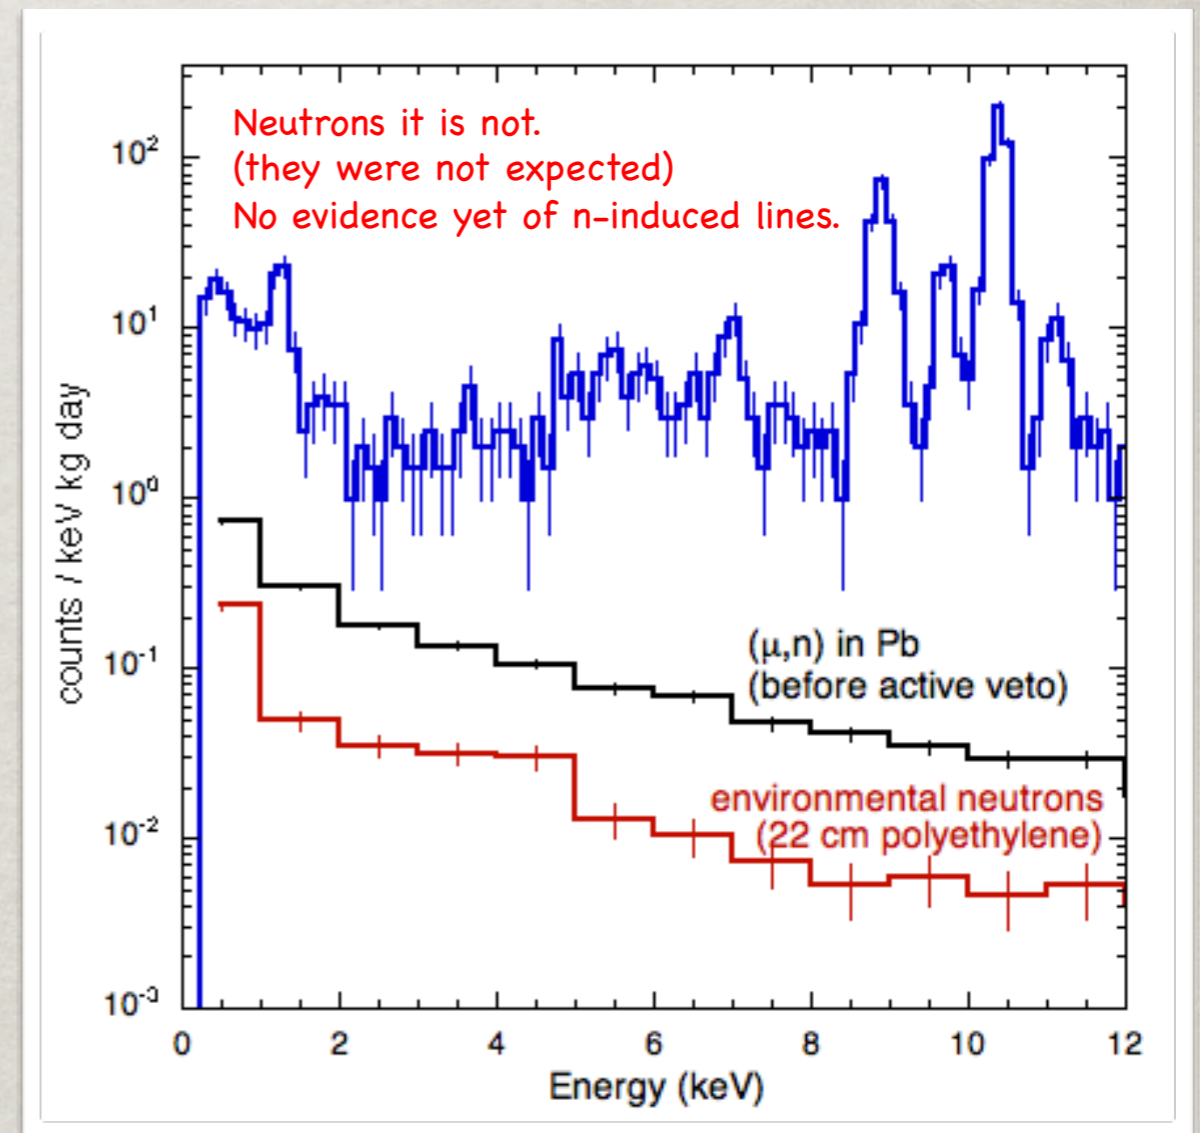 Neutrons it is not.
(they were not expected)
No evidence yet of n-induced lines.
10²
10¹
10⁰
10⁻¹
10⁻²
10⁻³
counts / keV kg day
(μ,n) in Pb
(before active veto)
environmental neutrons
(22 cm polyethylene)
0 2 4 6 8 10 12
Energy (keV)